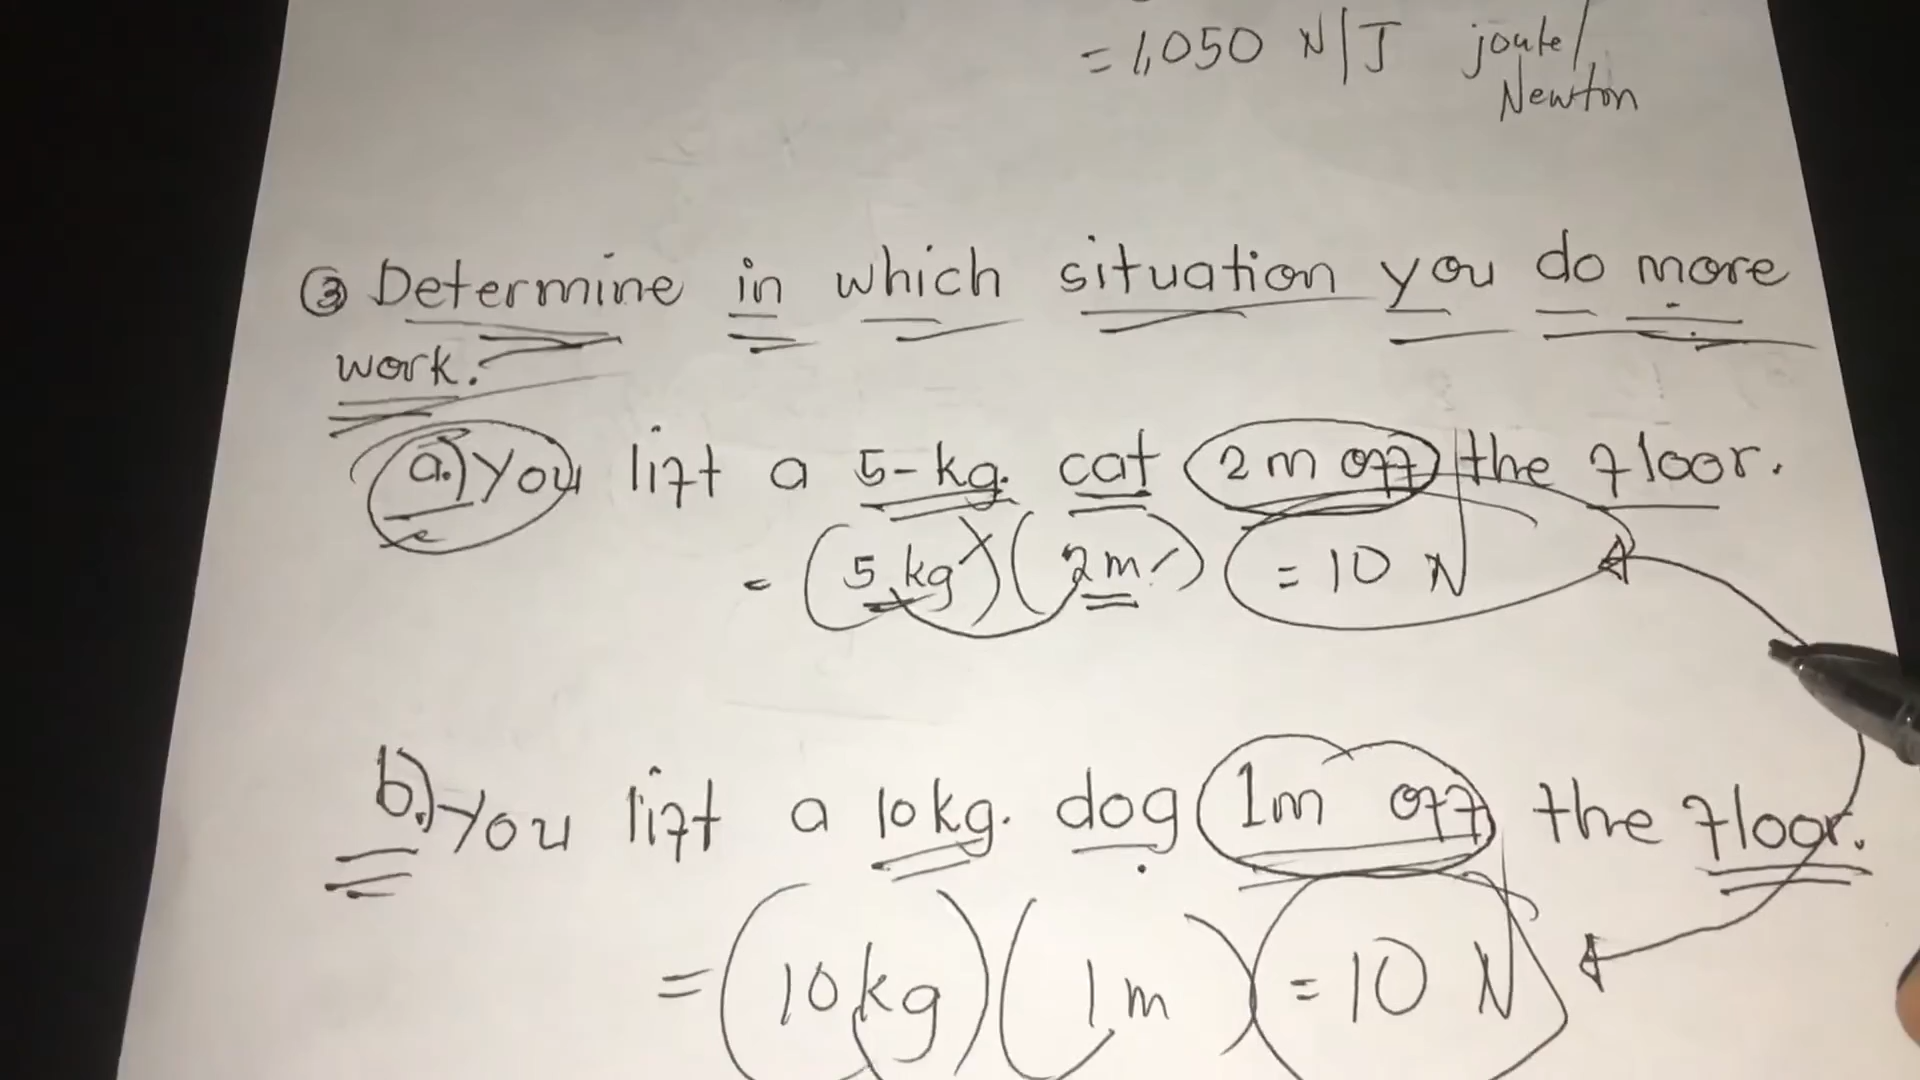 = 1,050 N/J joule/
Newton
③ Determine in which situation you do more
work.
a.) You lift a 5-kg. cat 2m off the floor.
= (5 kg)(2m) = 10 N
b.) You lift a 10kg. dog 1m off the floor.
= (10kg)(1m) = 10 N